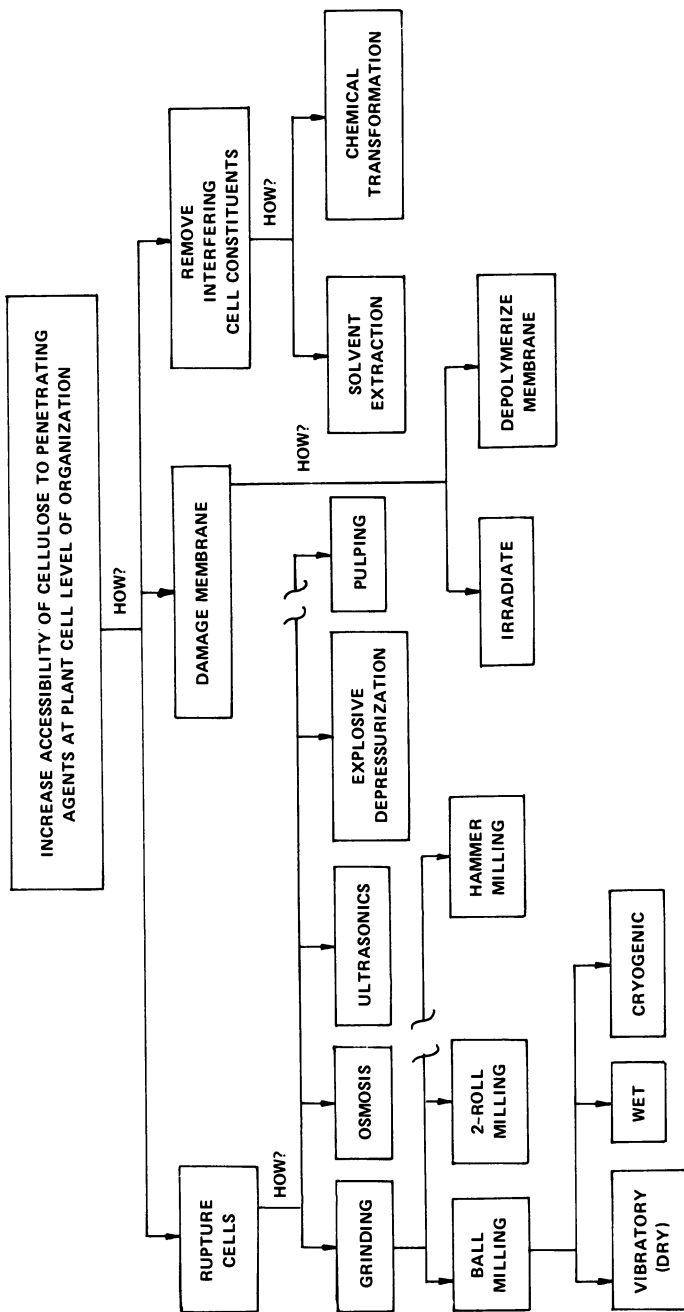 INCREASE ACCESSIBILITY OF CELLULOSE TO PENETRATING
AGENTS AT PLANT CELL LEVEL OF ORGANIZATION
HOW?
RUPTURE
CELLS
DAMAGE MEMBRANE
REMOVE
INTERFERING
CELL CONSTITUENTS
HOW?
HOW?
HOW?
GRINDING
OSMOSIS
ULTRASONICS
EXPLOSIVE
DEPRESSURIZATION
PULPING
SOLVENT
EXTRACTION
CHEMICAL
TRANSFORMATION
BALL
MILLING
2-ROLL
MILLING
HAMMER
MILLING
IRRADIATE
DEPOLYMERIZE
MEMBRANE
VIBRATORY
(DRY)
WET
CRYOGENIC